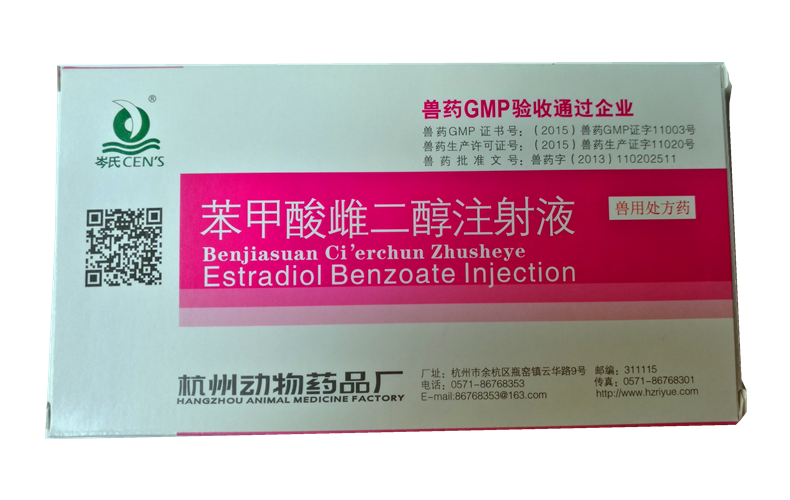 兽药GMP验收通过企业
兽药GMP 证书号:(2015)兽药GMP证字11003号
兽药生产许可证号:(2015)兽药生产证字11020号
兽药批准文号:兽药字(2013)110202511
®
岑氏CEN'S
苯甲酸雌二醇注射液
兽用处方药
Benjiasuan Ci'erchun Zhusheye
Estradiol Benzoate Injection
杭州动物药品厂
HANGZHOU ANIMAL MEDICINE FACTORY
厂址:杭州市余杭区瓶窑镇云华路9号 邮编:311115
电话:0571-86768353 传真:0571-86768301
E-mail:86768353@163.com http://www.hzriyue.com